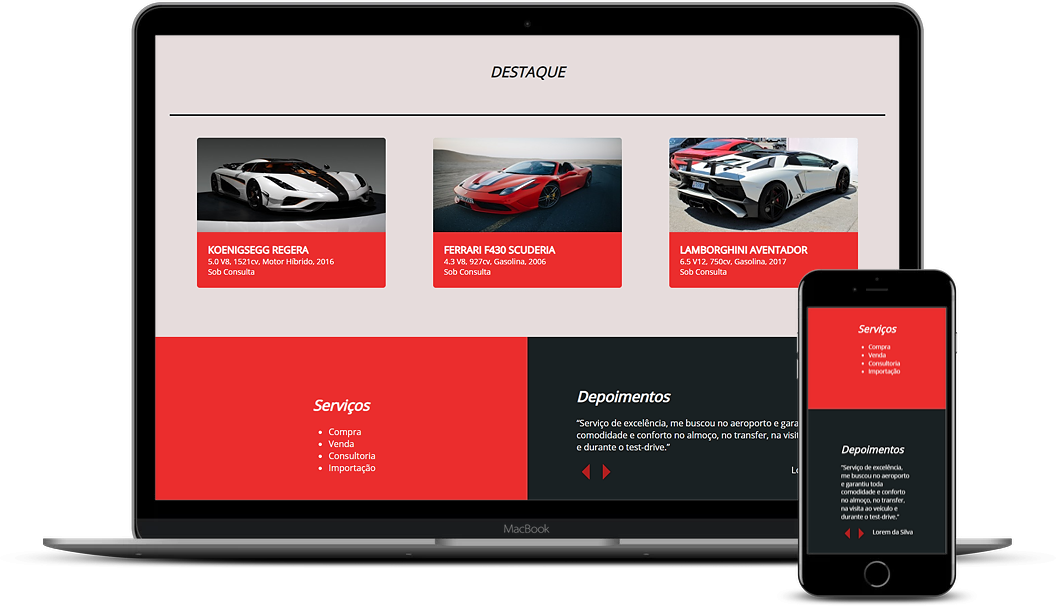 DESTAQUE
KOENIGSEGG REGERA
5.0 V8, 1521cv, Motor Híbrido, 2016
Sob Consulta
FERRARI F430 SCUDERIA
4.3 V8, 927cv, Gasolina, 2006
Sob Consulta
LAMBORGHINI AVENTADOR
6.5 V12, 750cv, Gasolina, 2017
Sob Consulta
Serviços
Compra
Venda
Consultoria
Importação
Depoimentos
“Serviço de excelência, me buscou no aeroporto e gara
comodidade e conforto no almoço, no transfer, na visit
e durante o test-drive.”
Lo
MacBook
Serviços
Compra
Venda
Consultoria
Importação
Depoimentos
“Serviço de excelência,
me buscou no aeroporto
e garantiu toda
comodidade e conforto
no almoço, no transfer,
na visita ao veículo e
durante o test-drive.”
Lorem da Silva